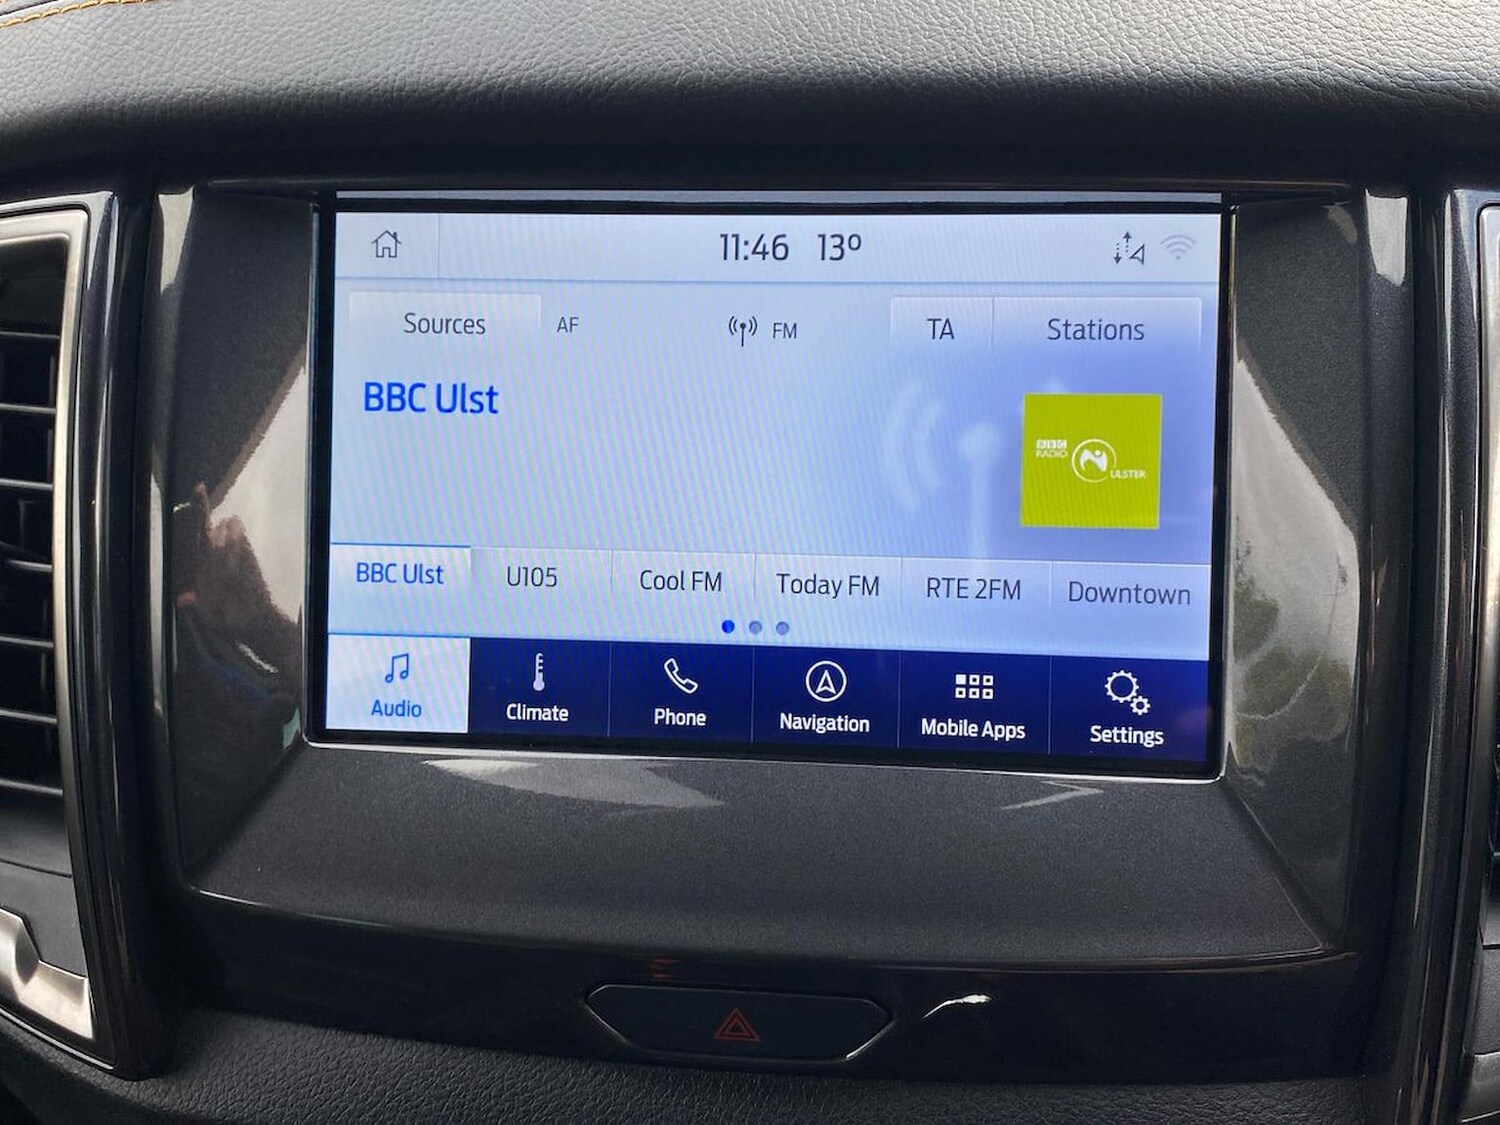 11:46 13º
Sources AF FM TA Stations
BBC Ulst
BBC
RADIO
ULSTER
BBC Ulst U105 Cool FM Today FM RTE 2FM Downtown
Audio Climate Phone Navigation Mobile Apps Settings